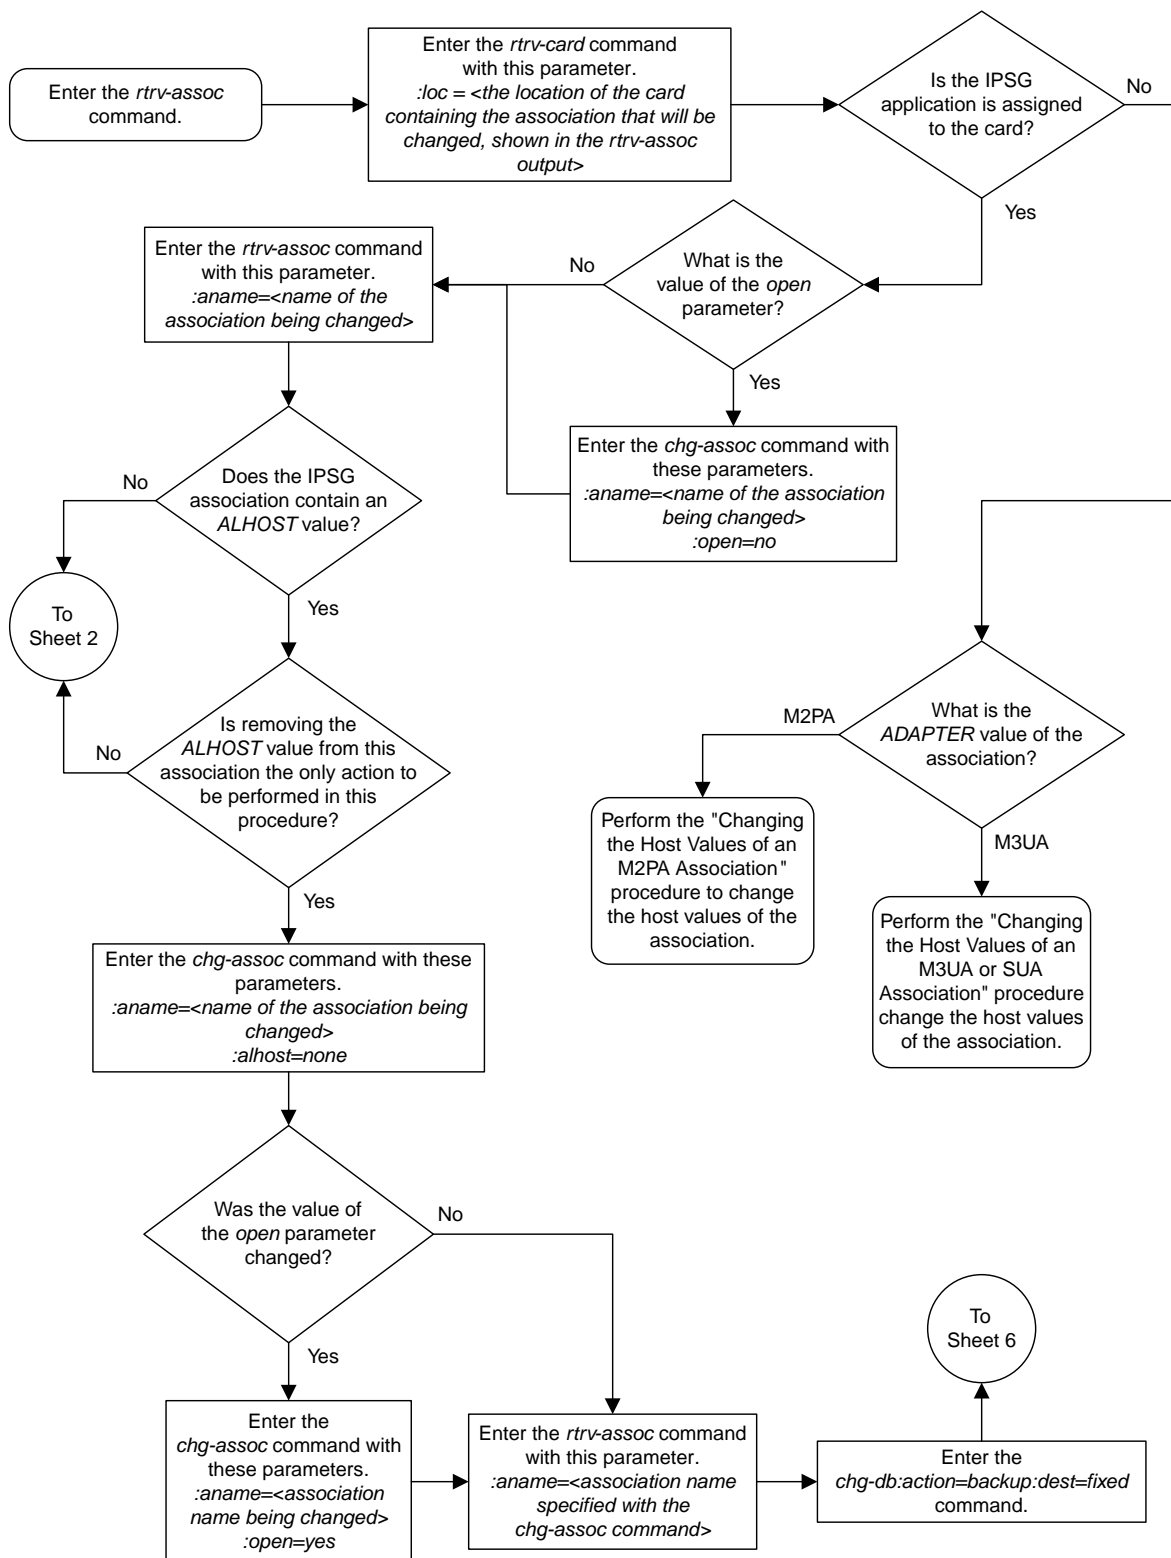 Enter the rtrv-assoc
command.
Enter the rtrv-card command
with this parameter.
:loc = <the location of the card
containing the association that will be
changed, shown in the rtrv-assoc
output>
Is the IPSG
application is assigned
to the card?
No
Yes
What is the
value of the open
parameter?
No
Yes
Enter the rtrv-assoc command
with this parameter.
:aname=<name of the
association being changed>
Enter the chg-assoc command with
these parameters.
:aname=<name of the association
being changed>
:open=no
Does the IPSG
association contain an
ALHOST value?
No
Yes
To
Sheet 2
Is removing the
ALHOST value from this
association the only action to
be performed in this
procedure?
No
Yes
What is the
ADAPTER value of the
association?
M2PA
M3UA
Perform the "Changing
the Host Values of an
M2PA Association"
procedure to change
the host values of the
association.
Perform the "Changing
the Host Values of an
M3UA or SUA
Association" procedure
change the host values
of the association.
Enter the chg-assoc command with these
parameters.
:aname=<name of the association being
changed>
:alhost=none
Was the value of
the open parameter
changed?
No
Yes
Enter the
chg-assoc command with
these parameters.
:aname=<association
name being changed>
:open=yes
Enter the rtrv-assoc command
with this parameter.
:aname=<association name
specified with the
chg-assoc command>
Enter the
chg-db:action=backup:dest=fixed
command.
To
Sheet 6